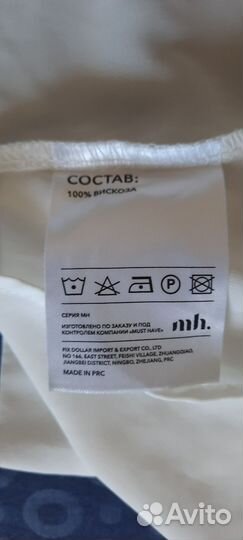 СОСТАВ:
100% ВИСКОЗА
P
СЕРИЯ МН
ИЗГОТОВЛЕНО ПО ЗАКАЗУ И ПОД
КОНТРОЛЕМ КОМПАНИИ «MUST HAVE»
mh.
FIX DOLLAR IMPORT & EXPORT CO., LTD
NO 166, EAST STREET, FEISHI VILLAGE, ZHUANGQIAO,
JIANGBEI DISTRICT, NINGBO, ZHEJIANG, PRC
MADE IN PRC
Avito